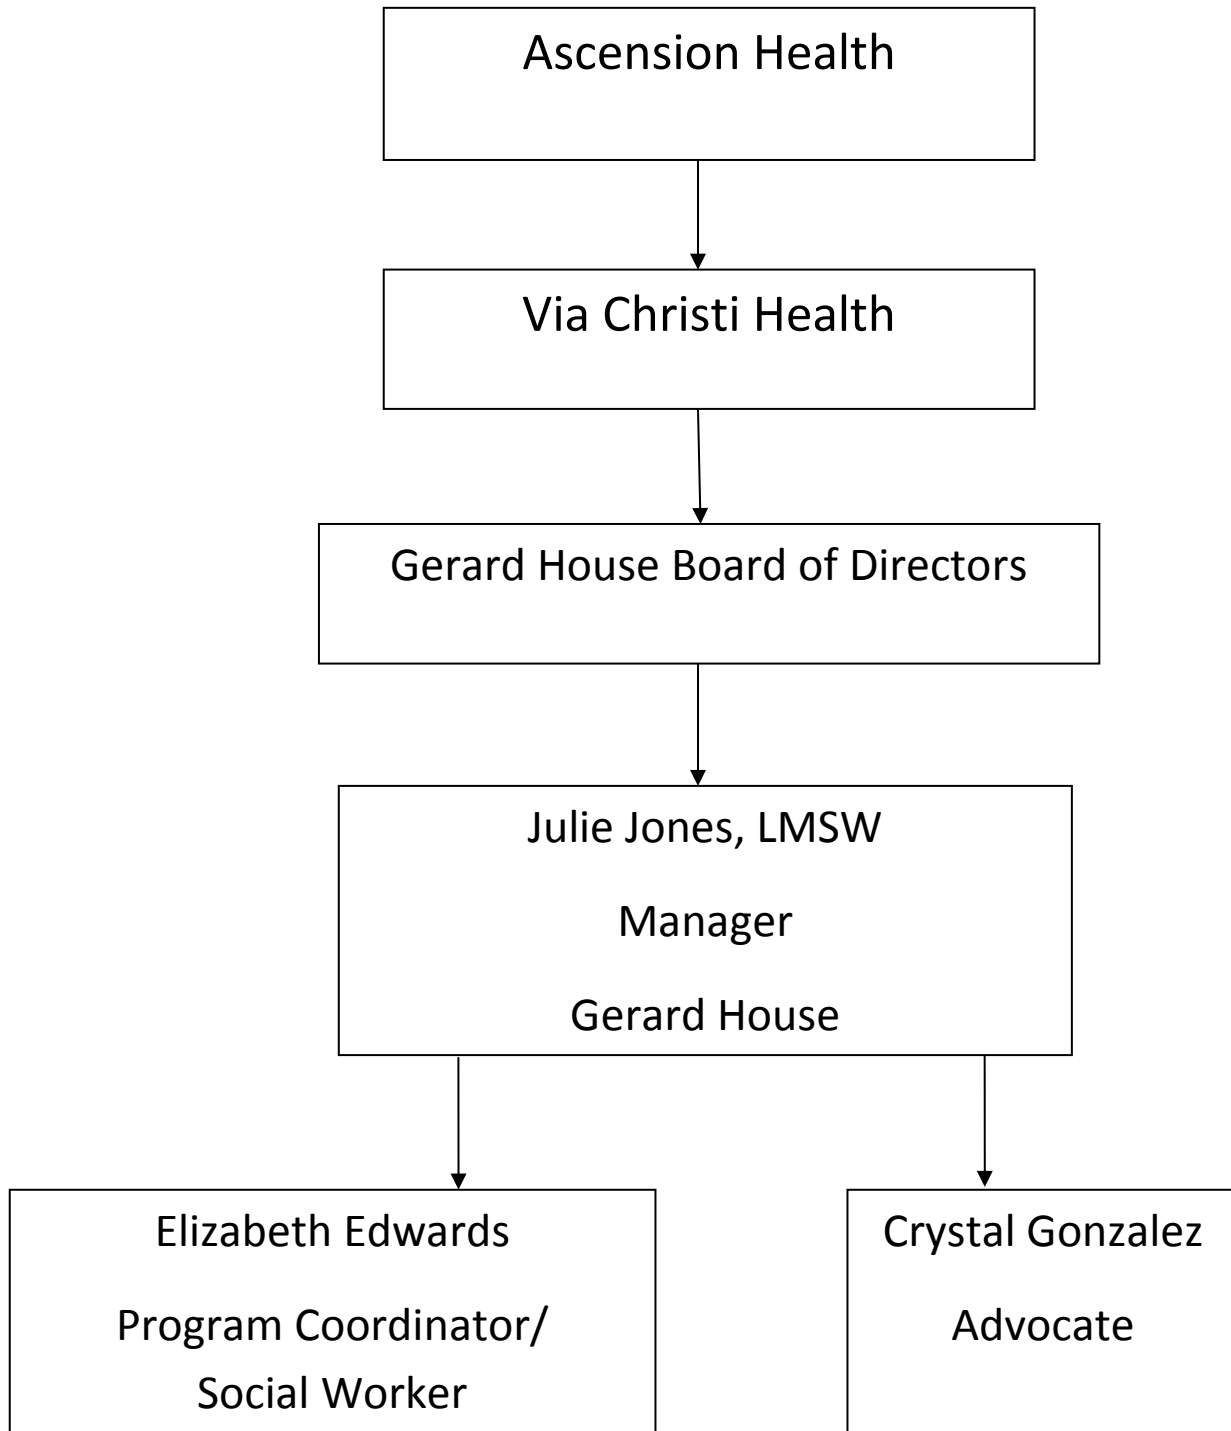 Ascension Health
Via Christi Health
Gerard House Board of Directors
Julie Jones, LMSW
Manager
Gerard House
Elizabeth Edwards
Program Coordinator/
Social Worker
Crystal Gonzalez
Advocate